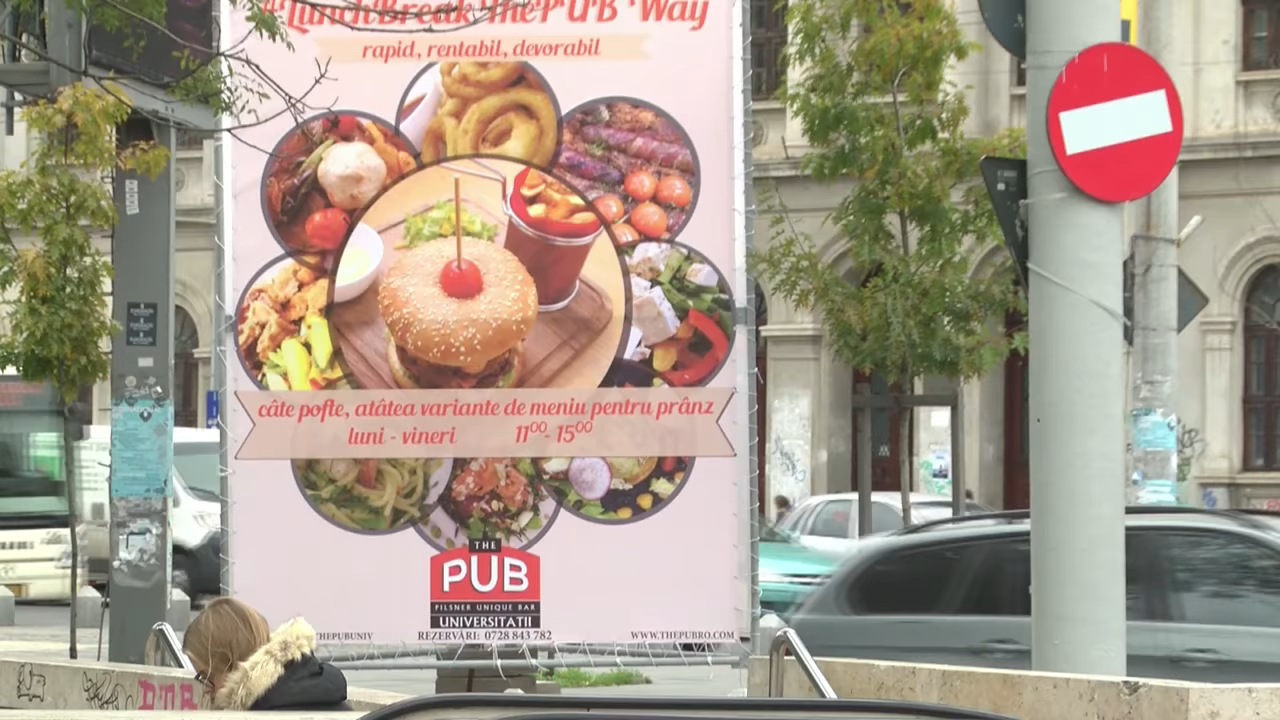 #LunchBreak ThePUB Way
rapid, rentabil, devorabil
câte pofte, atâtea variante de meniu pentru prânz
luni - vineri 11⁰⁰- 15⁰⁰
THE
PUB
PILSNER UNIQUE BAR
UNIVERSITATII
THEPUBUNIV REZERVĂRI: 0728 843 782 WWW.THEPUBRO.COM